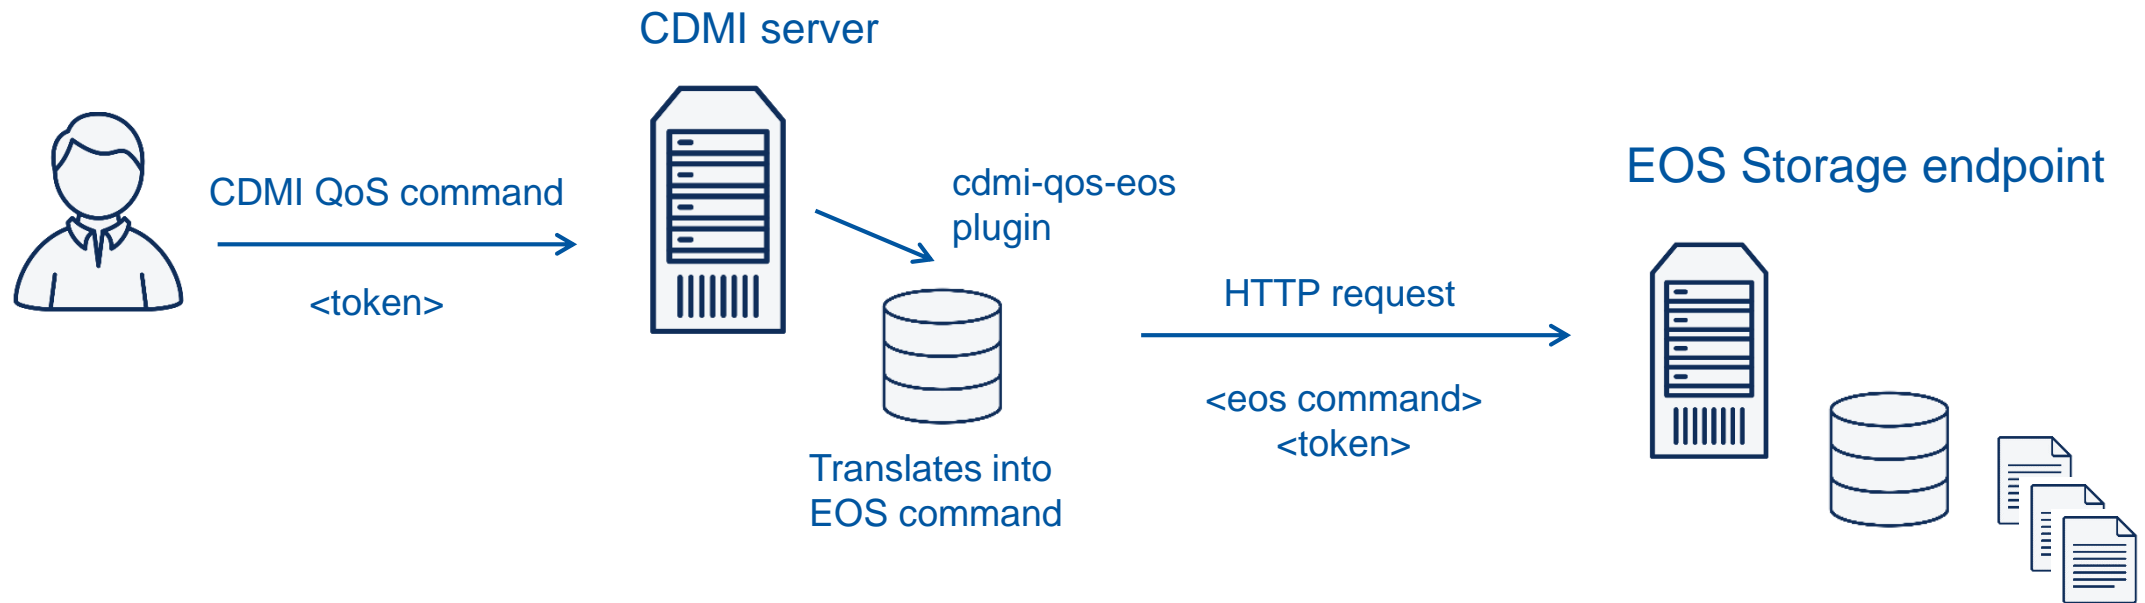 CDMI server
CDMI QoS command
<token>
cdmi-qos-eos
plugin
Translates into
EOS command
HTTP request
<eos command>
<token>
EOS Storage endpoint